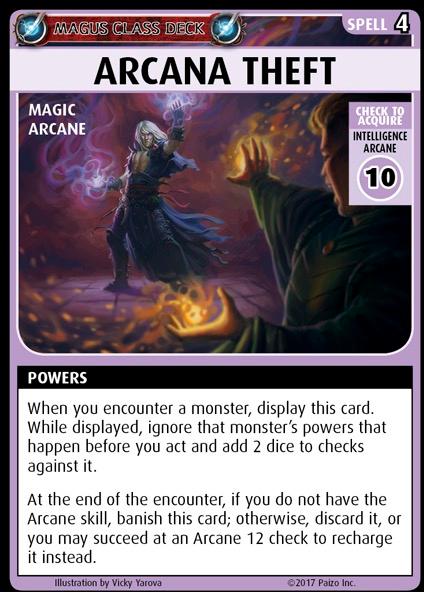 MAGUS CLASS DECK
SPELL 4
ARCANA THEFT
MAGIC
ARCANE
CHECK TO
ACQUIRE
INTELLIGENCE
ARCANE
10
POWERS
When you encounter a monster, display this card.
While displayed, ignore that monster's powers that
happen before you act and add 2 dice to checks
against it.
At the end of the encounter, if you do not have the
Arcane skill, banish this card; otherwise, discard it, or
you may succeed at an Arcane 12 check to recharge
it instead.
Illustration by Vicky Yarova
©2017 Paizo Inc.